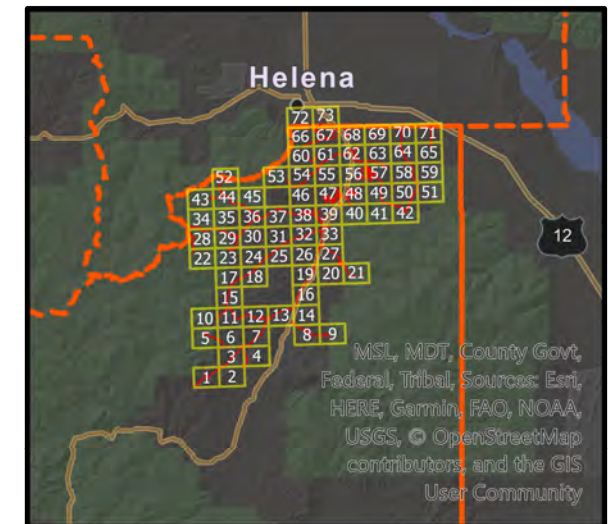 Helena
72 73
66 67 68 69 70 71
60 61 62 63 64 65
52 53 54 55 56 57 58 59
43 44 45 46 47 48 49 50 51
34 35 36 37 38 39 40 41 42
28 29 30 31 32 33
12
22 23 24 25 26 27
17 18 19 20 21
15 16
10 11 12 13 14
5 6 7 8 9
3 4
1 2
MSL, MDT, County Govt,
Federal, Tribal, Sources: Esri,
HERE, Garmin, FAO, NOAA,
USGS, © OpenStreetMap
contributors, and the GIS
User Community